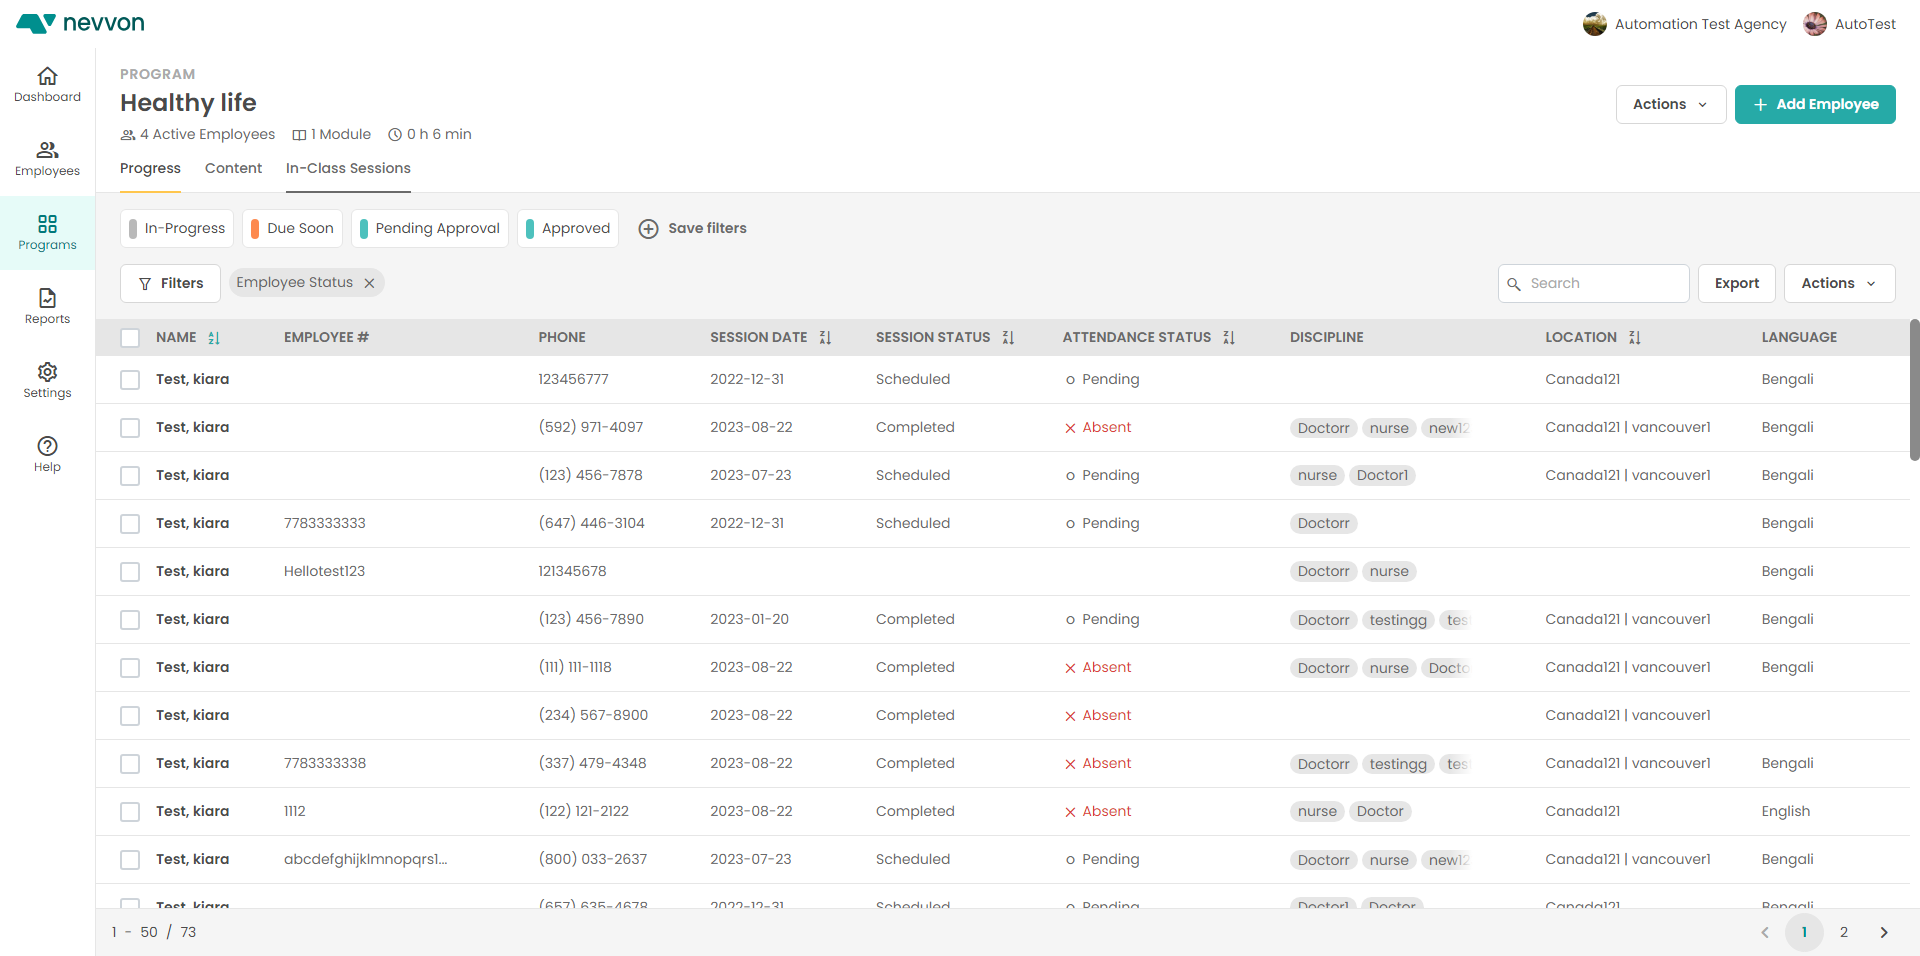 nevvon
Automation Test Agency AutoTest
Dashboard
Employees
Programs
Reports
Settings
Help
PROGRAM
Healthy life
4 Active Employees 1 Module 0 h 6 min
Actions + Add Employee
Progress Content In-Class Sessions
In-Progress Due Soon Pending Approval Approved Save filters
Filters Employee Status Search Export Actions
NAME EMPLOYEE # PHONE SESSION DATE SESSION STATUS ATTENDANCE STATUS DISCIPLINE LOCATION LANGUAGE
Test, kiara 123456777 2022-12-31 Scheduled Pending Canada121 Bengali
Test, kiara (592) 971-4097 2023-08-22 Completed Absent Doctorr nurse new12 Canada121 | vancouver1 Bengali
Test, kiara (123) 456-7878 2023-07-23 Scheduled Pending nurse Doctor1 Canada121 | vancouver1 Bengali
Test, kiara 7783333333 (647) 446-3104 2022-12-31 Scheduled Pending Doctorr Bengali
Test, kiara Hellotest123 121345678 Doctorr nurse Bengali
Test, kiara (123) 456-7890 2023-01-20 Completed Pending Doctorr testingg tes Canada121 | vancouver1 Bengali
Test, kiara (111) 111-1118 2023-08-22 Completed Absent Doctorr nurse Docto Canada121 | vancouver1 Bengali
Test, kiara (234) 567-8900 2023-08-22 Completed Absent Canada121 | vancouver1
Test, kiara 7783333338 (337) 479-4348 2023-08-22 Completed Absent Doctorr testingg tes Canada121 | vancouver1 Bengali
Test, kiara 1112 (122) 121-2122 2023-08-22 Completed Absent nurse Doctor Canada121 English
Test, kiara abcdefghijklmnopqrs1... (800) 033-2637 2023-07-23 Scheduled Pending Doctorr nurse new12 Canada121 | vancouver1 Bengali
Test, kiara (657) 635-4678 2022-12-31 Scheduled Pending Doctor1 Doctor Canada121 Bengali
1 - 50 / 73 1 2